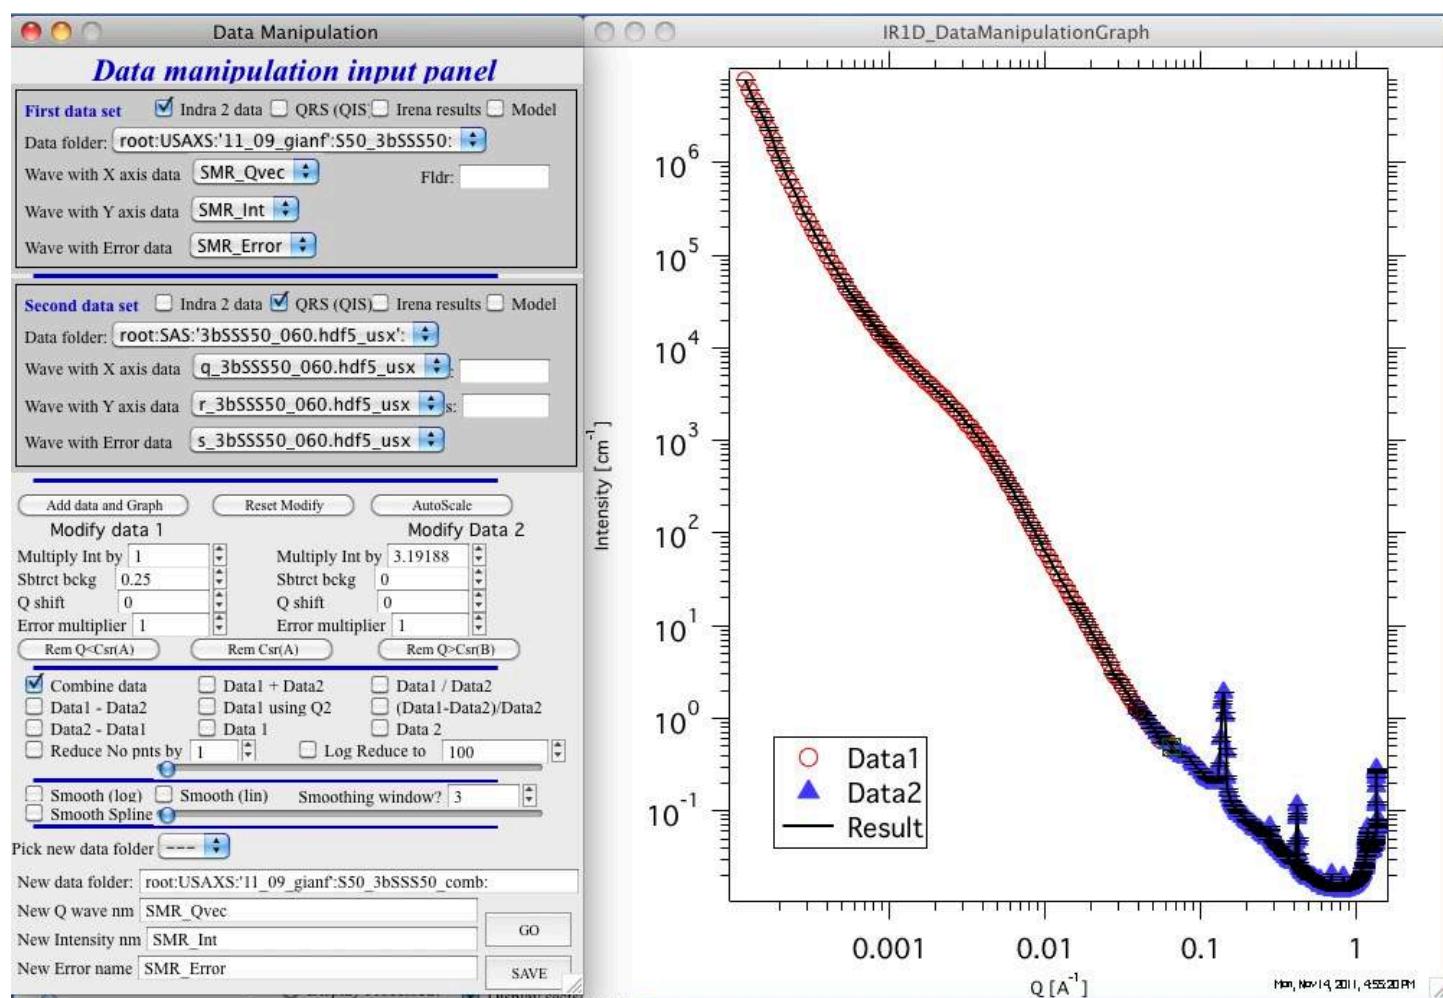 Data Manipulation
Data manipulation input panel
First data set Indra 2 data QRS (QIS) Irena results Model
Data folder: root:USAXS:'11_09_gianf':S50_3bSSS50:
Wave with X axis data SMR_Qvec Fldr:
Wave with Y axis data SMR_Int
Wave with Error data SMR_Error
Second data set Indra 2 data QRS (QIS) Irena results Model
Data folder: root:SAS:'3bSSS50_060.hdf5_usx':
Wave with X axis data q_3bSSS50_060.hdf5_usx :
Wave with Y axis data r_3bSSS50_060.hdf5_usx s:
Wave with Error data s_3bSSS50_060.hdf5_usx
Add data and Graph Reset Modify AutoScale
Modify data 1 Modify Data 2
Multiply Int by 1 Multiply Int by 3.19188
Sbtrct bckg 0.25 Sbtrct bckg 0
Q shift 0 Q shift 0
Error multiplier 1 Error multiplier 1
Rem Q<Csr(A) Rem Csr(A) Rem Q>Csr(B)
Combine data Data1 + Data2 Data1 / Data2
Data1 - Data2 Data1 using Q2 (Data1-Data2)/Data2
Data2 - Data1 Data 1 Data 2
Reduce No pnts by 1 Log Reduce to 100
Smooth (log) Smooth (lin) Smoothing window? 3
Smooth Spline
Pick new data folder ---
New data folder: root:USAXS:'11_09_gianf':S50_3bSSS50_comb:
New Q wave nm SMR_Qvec
New Intensity nm SMR_Int
GO
New Error name SMR_Error
SAVE
IR1D_DataManipulationGraph
10^6
10^5
10^4
10^3
10^2
10^1
10^0
10^-1
Intensity [cm^-1]
Data1
Data2
Result
0.001 0.01 0.1 1
Q [A^-1]
Mon, Nov 14, 2011, 4:55:20 PM